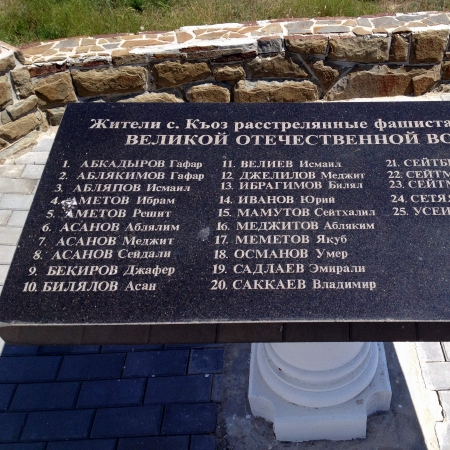 Жители с. Къоз расстрелянные фашиста
ВЕЛИКОЙ ОТЕЧЕСТВЕННОЙ ВО
1. АБКАДЫРОВ Гафар
2. АБЛЯКИМОВ Гафар
3. АБЛЯПОВ Исмаил
4. АМЕТОВ Ибрам
5. АМЕТОВ Решит
6. АСАНОВ Аблялим
7. АСАНОВ Меджит
8. АСАНОВ Сейдали
9. БЕКИРОВ Джафер
10. БИЛЯЛОВ Асан
11. ВЕЛИЕВ Исмаил
12. ДЖЕЛИЛОВ Меджит
13. ИБРАГИМОВ Билял
14. ИВАНОВ Юрий
15. МАМУТОВ Сейтхалил
16. МЕДЖИТОВ Абляким
17. МЕМЕТОВ Якуб
18. ОСМАНОВ Умер
19. САДЛАЕВ Эмирали
20. САККАЕВ Владимир
21. СЕЙТБ
22. СЕЙТМ
23. СЕЙТМ
24. СЕТЯ
25. УСЕИ